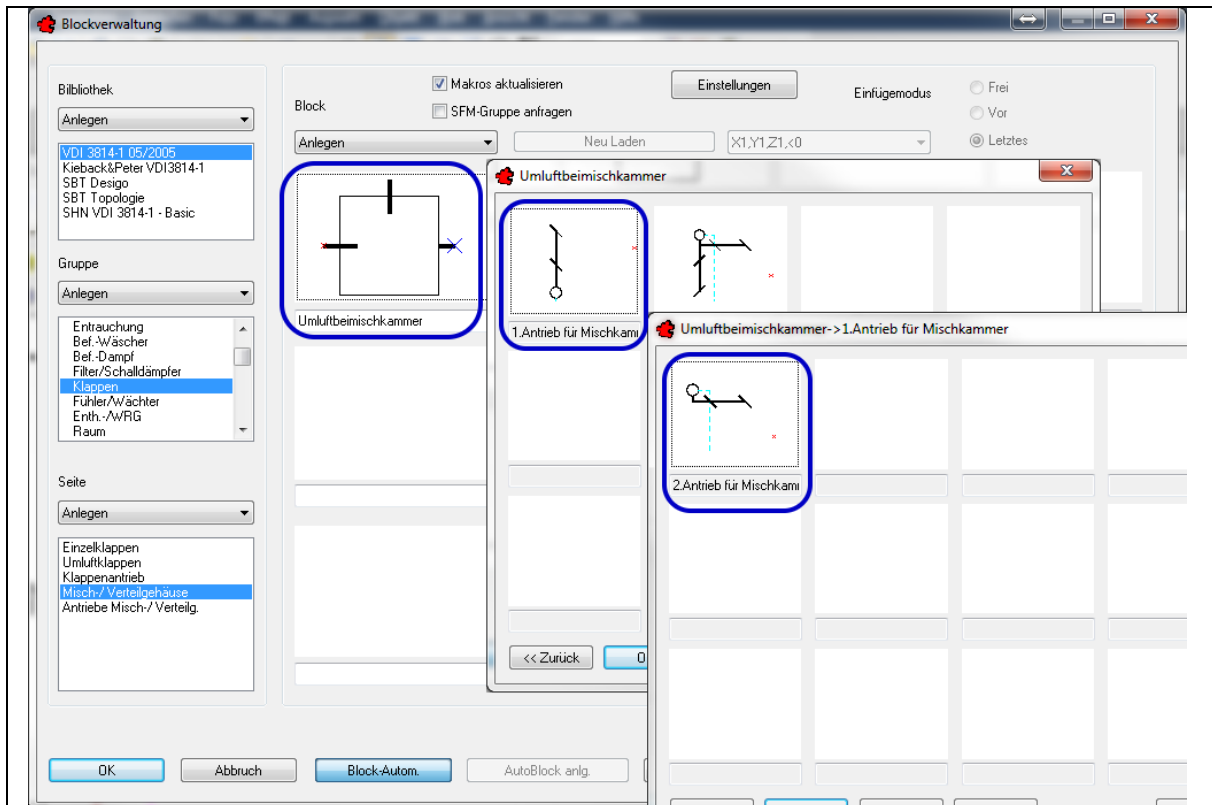 Blockverwaltung
Bibliothek
Anlegen
VDI 3814-1 05/2005
Kieback&Peter VDI3814-1
SBT Desigo
SBT Topologie
SHN VDI 3814-1 - Basic
Gruppe
Anlegen
Entrauchung
Bef.-Wäscher
Bef.-Dampf
Filter/Schalldämpfer
Klappen
Fühler/Wächter
Enth.-/WRG
Raum
Seite
Anlegen
Einzelklappen
Umluftklappen
Klappenantrieb
Misch-/ Verteilgehäuse
Antriebe Misch-/ Verteilg.
Block
Makros aktualisieren
SFM-Gruppe anfragen
Einstellungen
Einfügemodus
Frei
Vor
Letztes
Anlegen
Neu Laden
X1,Y1,Z1,<0
Umluftbeimischkammer
Umluftbeimischkammer
1.Antrieb für Mischkam
<< Zurück
O
Umluftbeimischkammer->1.Antrieb für Mischkammer
2.Antrieb für Mischkam
OK
Abbruch
Block-Autom.
AutoBlock anlg.